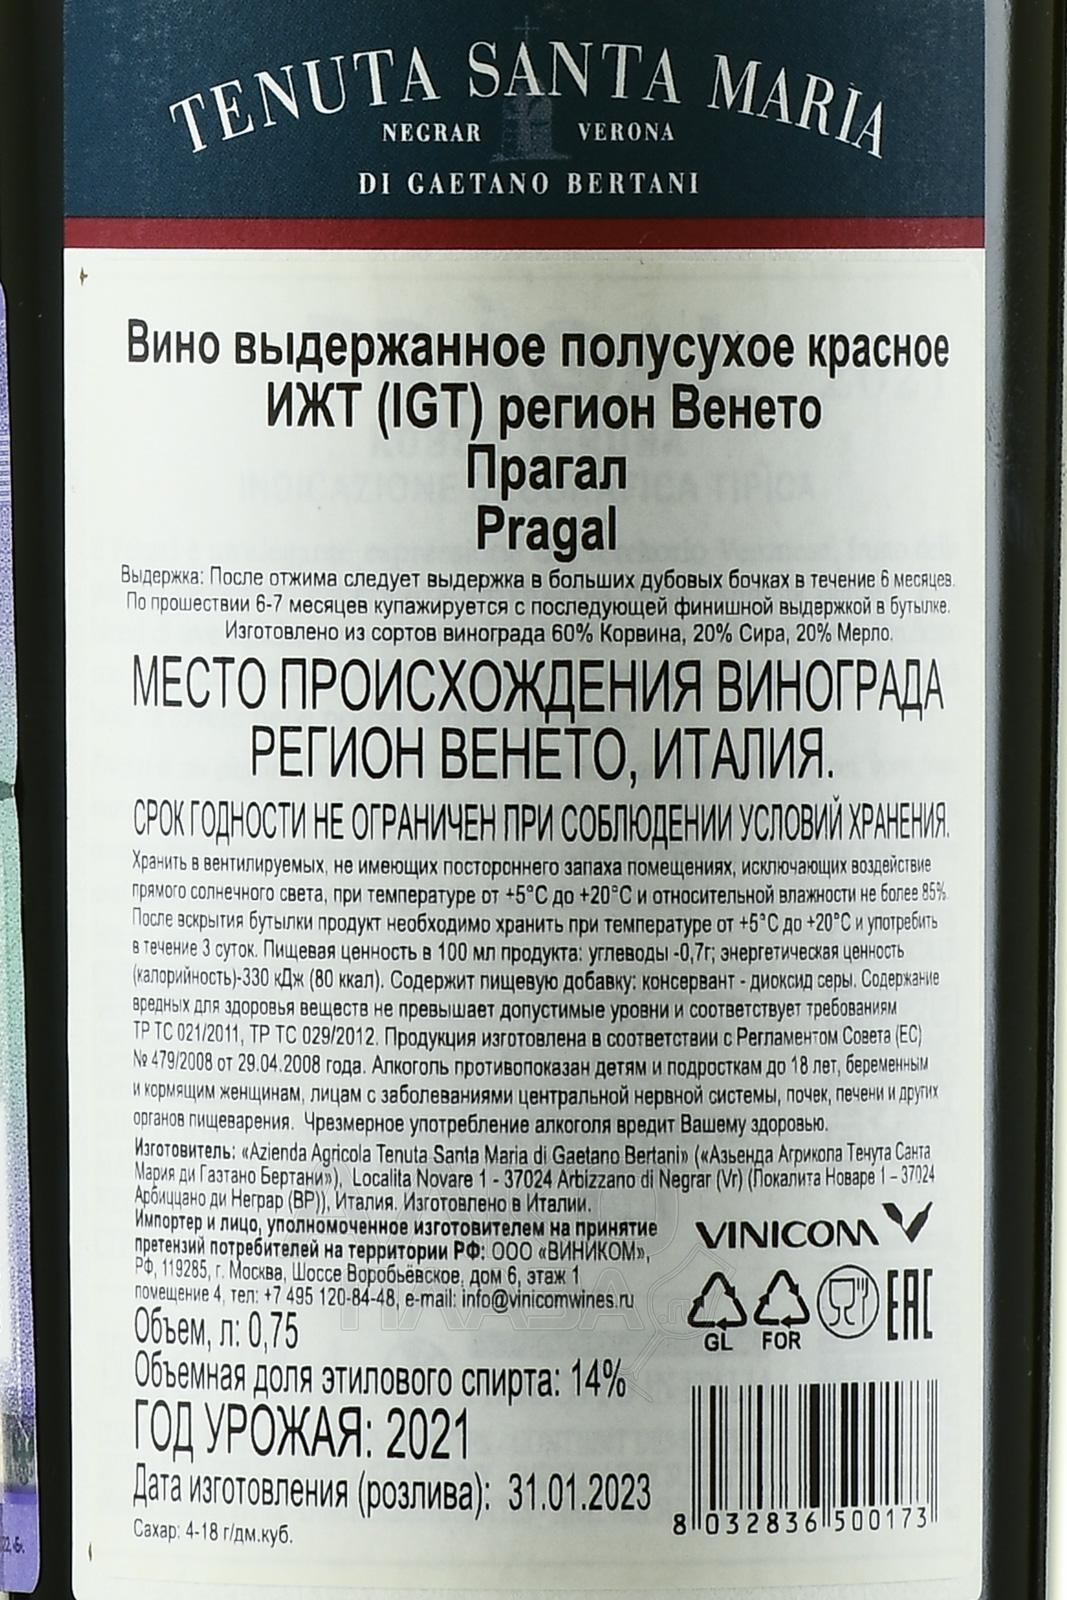 TENUTA SANTA MARIA
NEGRAR VERONA
DI GAETANO BERTANI
Вино выдержанное полусухое красное
ИЖТ (IGT) регион Венето
Прагал
Pragal
Выдержка: После отжима следует выдержка в больших дубовых бочках в течение 6 месяцев.
По прошествии 6-7 месяцев купажируется с последующей финишной выдержкой в бутылке.
Изготовлено из сортов винограда 60% Корвина, 20% Сира, 20% Мерло.
МЕСТО ПРОИСХОЖДЕНИЯ ВИНОГРАДА
РЕГИОН ВЕНЕТО, ИТАЛИЯ.
СРОК ГОДНОСТИ НЕ ОГРАНИЧЕН ПРИ СОБЛЮДЕНИИ УСЛОВИЙ ХРАНЕНИЯ.
Хранить в вентилируемых, не имеющих постороннего запаха помещениях, исключающих воздействие
прямого солнечного света, при температуре от +5°С до +20°С и относительной влажности не более 85%.
После вскрытия бутылки продукт необходимо хранить при температуре от +5°С до +20°С и употребить
в течение 3 суток. Пищевая ценность в 100 мл продукта: углеводы -0,7г; энергетическая ценность
(калорийность)-330 кДж (80 ккал). Содержит пищевую добавку: консервант - диоксид серы. Содержание
вредных для здоровья веществ не превышает допустимые уровни и соответствует требованиям
ТР ТС 021/2011, ТР ТС 029/2012. Продукция изготовлена в соответствии с Регламентом Совета (ЕС)
№ 479/2008 от 29.04.2008 года. Алкоголь противопоказан детям и подросткам до 18 лет, беременным
и кормящим женщинам, лицам с заболеваниями центральной нервной системы, почек, печени и других
органов пищеварения. Чрезмерное употребление алкоголя вредит Вашему здоровью.
Изготовитель: «Azienda Agricola Tenuta Santa Maria di Gaetano Bertani» («Азьенда Агрикола Тенута Санта
Мария ди Гаэтано Бертани»), Localita Novare 1 - 37024 Arbizzano di Negrar (Vr) (Локалита Новаре 1 – 37024
Арбиццано ди Неграр (ВР)), Италия. Изготовлено в Италии.
Импортер и лицо, уполномоченное изготовителем на принятие
претензий потребителей на территории РФ: ООО «ВИНИКОМ»,
РФ, 119285, г. Москва, Шоссе Воробьёвское, дом 6, этаж 1
помещение 4, тел: +7 495 120-84-48, e-mail: info@vinicomwines.ru
VINICOM
GL FOR EAC
Объем, л: 0,75
Объемная доля этилового спирта: 14%
ГОД УРОЖАЯ: 2021
Дата изготовления (розлива): 31.01.2023
Сахар: 4-18 г/дм.куб.
8 032836 500173